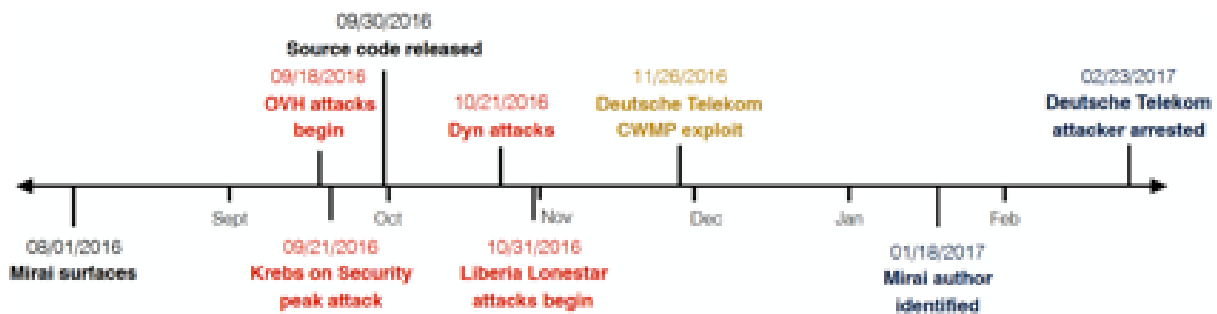 09/30/2016
Source code released
09/18/2016
OVH attacks
begin
10/21/2016
Dyn attacks
11/26/2016
Deutsche Telekom
CWMP exploit
02/23/2017
Deutsche Telekom
attacker arrested
Sept
Oct
Nov
Dec
Jan
Feb
08/01/2016
Mirai surfaces
09/21/2016
Krebs on Security
peak attack
10/31/2016
Liberia Lonestar
attacks begin
01/18/2017
Mirai author
identified